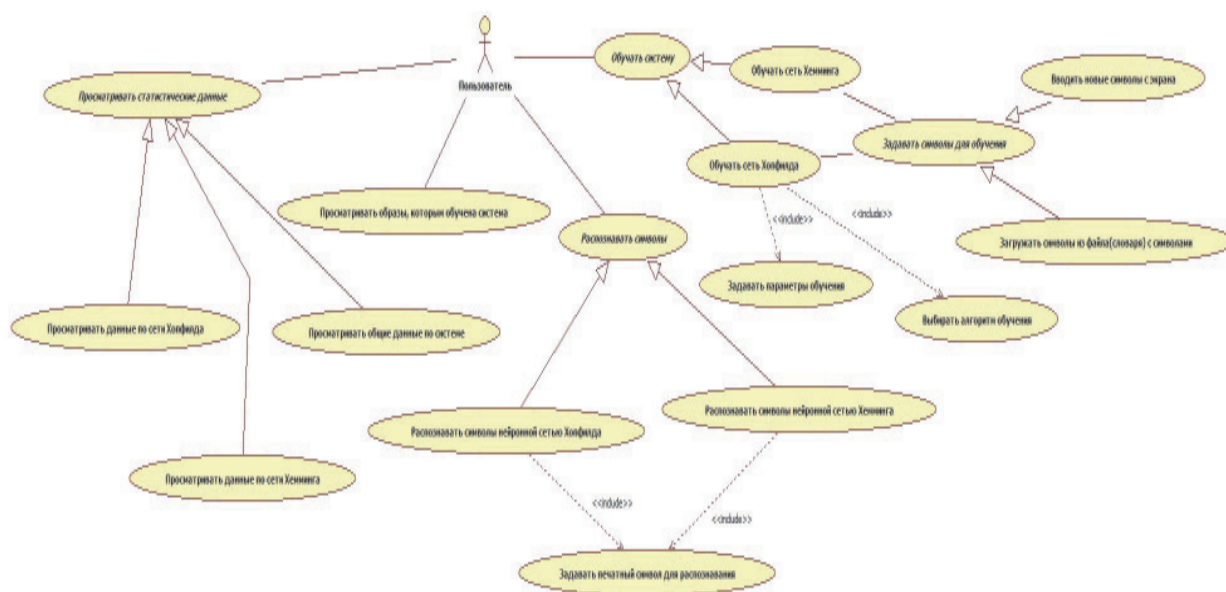 Пользователь
Обучать систему
Обучать сеть Хемминга
Вводить новые символы с экрана
Просматривать статистические данные
Задавать символы для обучения
Обучать сеть Хопфилда
Просматривать образы, которым обучена система
<<include>>
<<include>>
Распознавать символы
Загружать символы из файла(словаря) с символами
Задавать параметры обучения
Выбирать алгоритм обучения
Просматривать данные по сети Хопфилда
Просматривать общие данные по системе
Распознавать символы нейронной сетью Хопфилда
Распознавать символы нейронной сетью Хемминга
Просматривать данные по сети Хемминга
<<include>>
<<include>>
Задавать печатный символ для распознавания